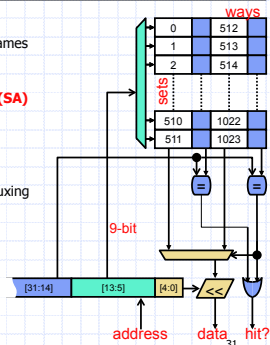 ways
ames
0 512
1 513
2 514
(SA)
sets
510 1022
511 1023
uxing
= =
9-bit
<<
[31:14] [13:5] [4:0]
address data hit?
31